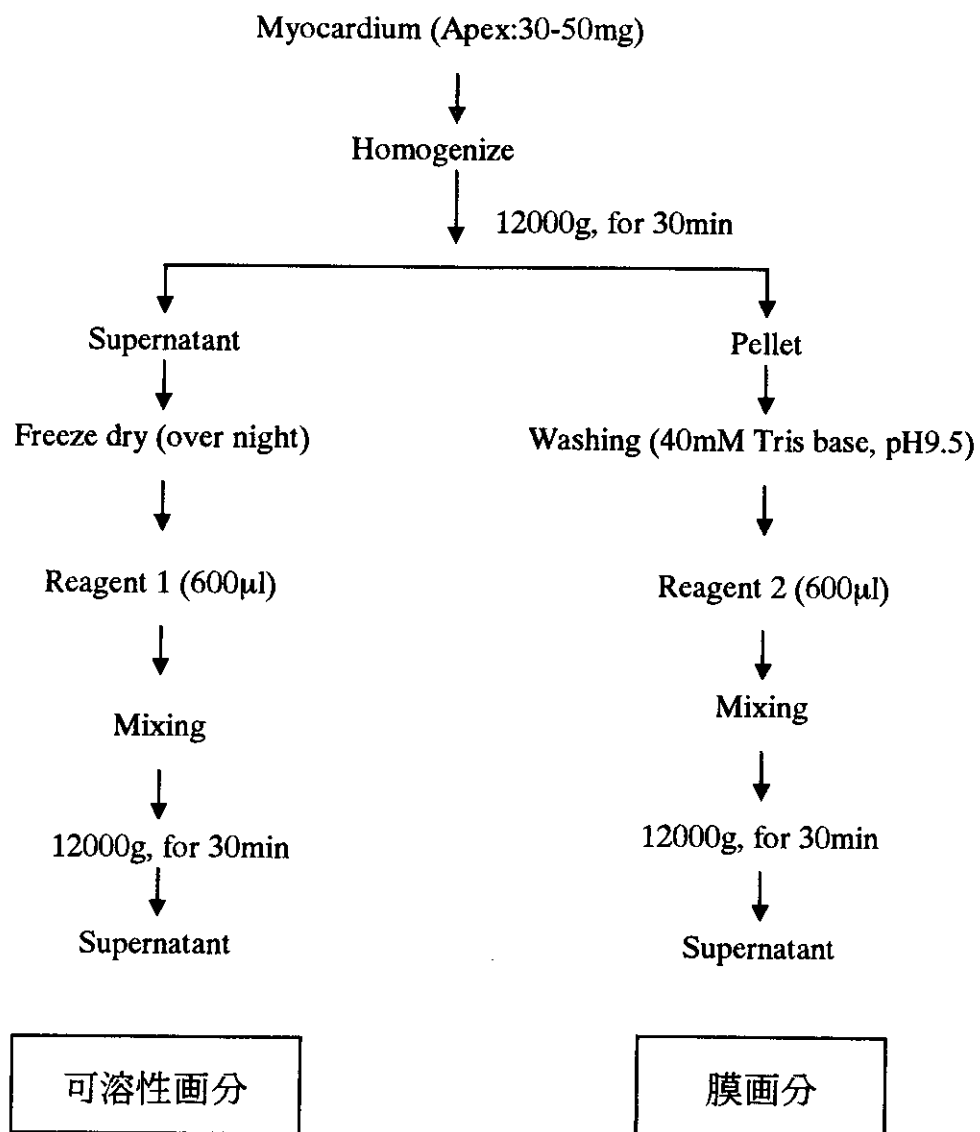 Myocardium (Apex:30-50mg)
Homogenize
12000g, for 30min
Supernatant
Freeze dry (over night)
Reagent 1 (600μl)
Mixing
12000g, for 30min
Supernatant
可溶性画分
Pellet
Washing (40mM Tris base, pH9.5)
Reagent 2 (600μl)
Mixing
12000g, for 30min
Supernatant
膜画分